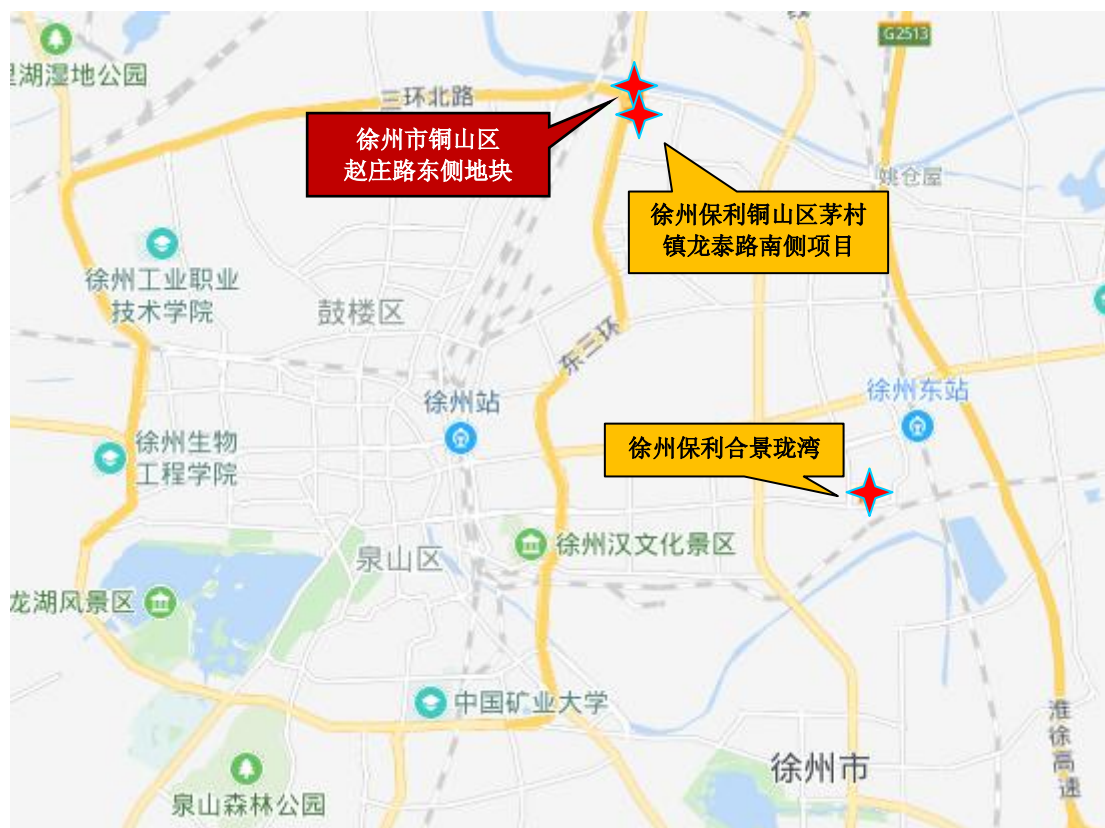 G2513
里湖湿地公园
三环北路
徐州市铜山区
赵庄路东侧地块
姚仓屋
徐州保利铜山区茅村
镇龙泰路南侧项目
徐州工业职业
技术学院
鼓楼区
东三环
徐州站
徐州东站
徐州生物
工程学院
徐州保利合景珑湾
徐州汉文化景区
泉山区
龙湖风景区
中国矿业大学
淮徐高速
徐州市
泉山森林公园